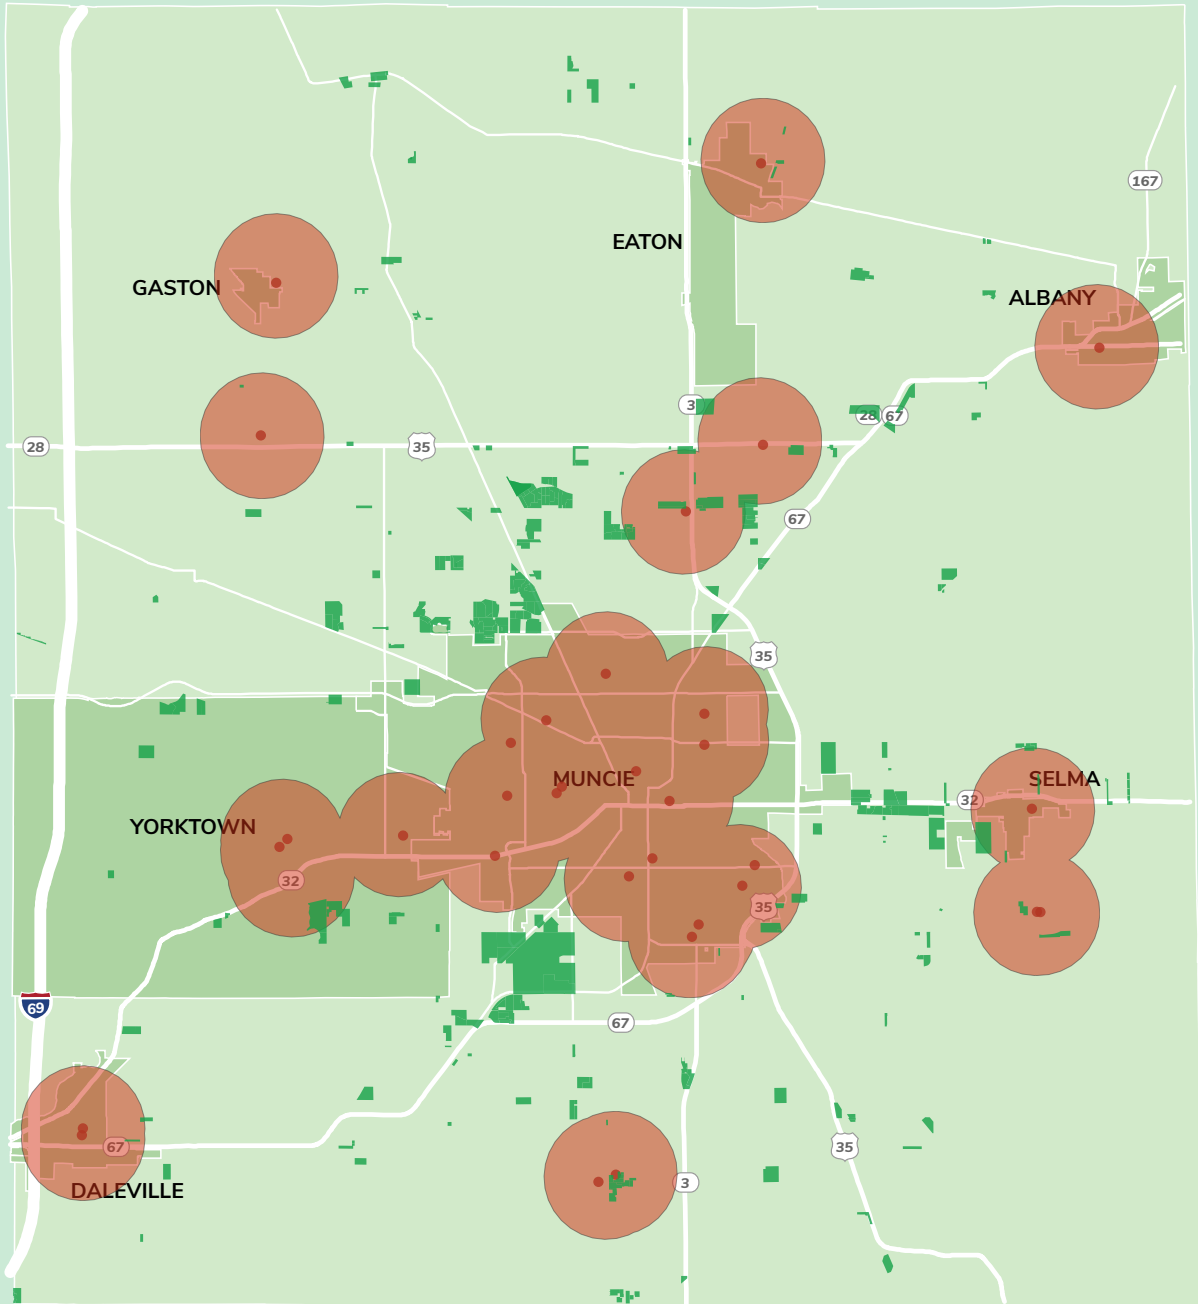 167
EATON
GASTON
ALBANY
3
28
67
28
35
67
35
MUNCIE
SELMA
32
YORKTOWN
32
35
69
67
67
35
3
DALEVILLE